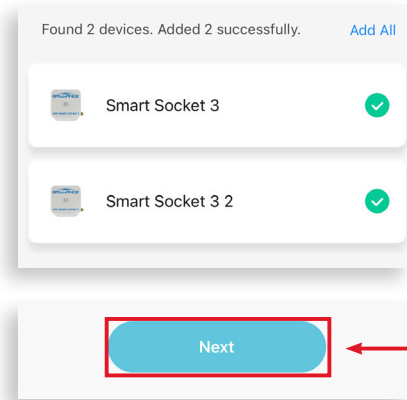 Found 2 devices. Added 2 successfully. Add All
Smart Socket 3
Smart Socket 3 2
Next